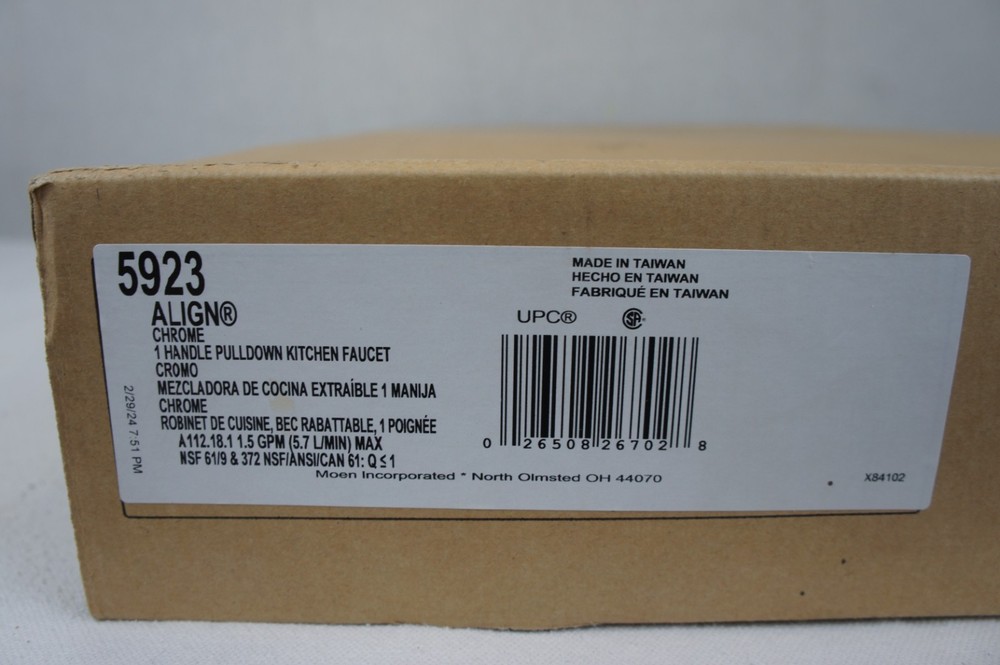 5923
ALIGN®
CHROME
1 HANDLE PULLDOWN KITCHEN FAUCET
CROMO
MEZCLADORA DE COCINA EXTRAÍBLE 1 MANIJA
CHROME
ROBINET DE CUISINE, BEC RABATTABLE, 1 POIGNÉE
A112.18.1 1.5 GPM (5.7 L/MIN) MAX
NSF 61/9 & 372 NSF/ANSI/CAN 61: Q ≤ 1
2/29/24 7:51 PM
MADE IN TAIWAN
HECHO EN TAIWAN
FABRIQUÉ EN TAIWAN
UPC® SA®
0 26508 26702 8
Moen Incorporated * North Olmsted OH 44070
X84102